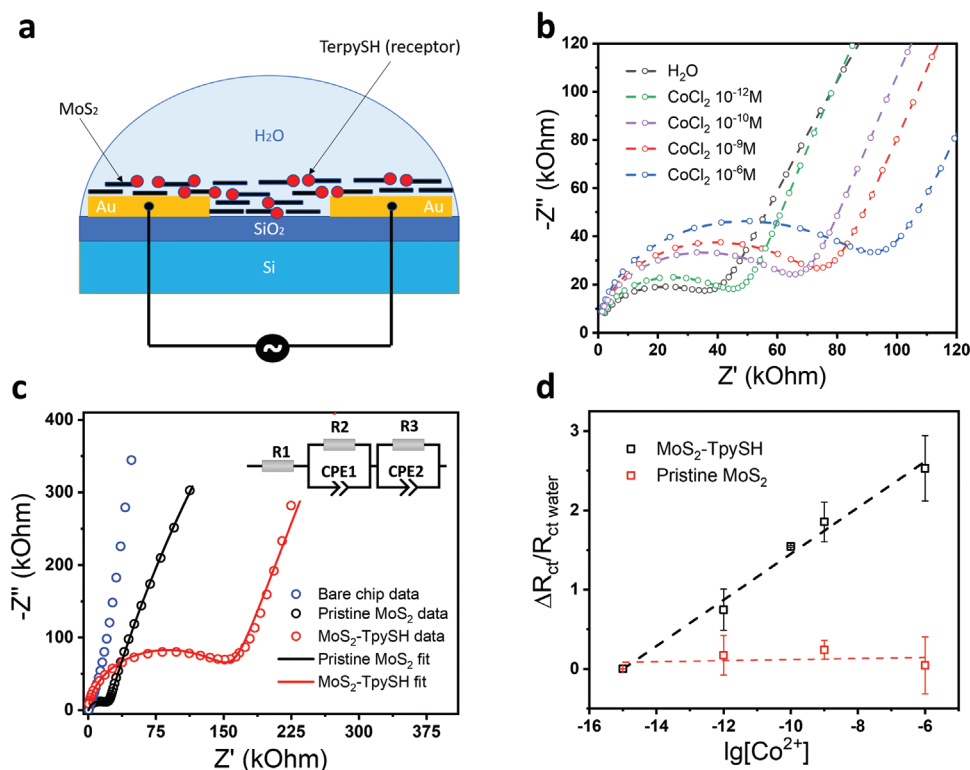 a
TerpySH (receptor)
MoS₂
H₂O
Au
Au
SiO₂
Si
b
120
100
80
60
40
20
0
0 20 40 60 80 100 120
-Z'' (kOhm)
Z' (kOhm)
H₂O
CoCl₂ 10⁻¹²M
CoCl₂ 10⁻¹⁰M
CoCl₂ 10⁻⁹M
CoCl₂ 10⁻⁶M
c
400
300
200
100
0
0 75 150 225 300 375
-Z'' (kOhm)
Z' (kOhm)
R1
R2
R3
CPE1
CPE2
Bare chip data
Pristine MoS₂ data
MoS₂-TpySH data
Pristine MoS₂ fit
MoS₂-TpySH fit
d
3
2
1
0
-16 -14 -12 -10 -8 -6
ΔR_ct/R_ct water
lg[Co²⁺]
MoS₂-TpySH
Pristine MoS₂